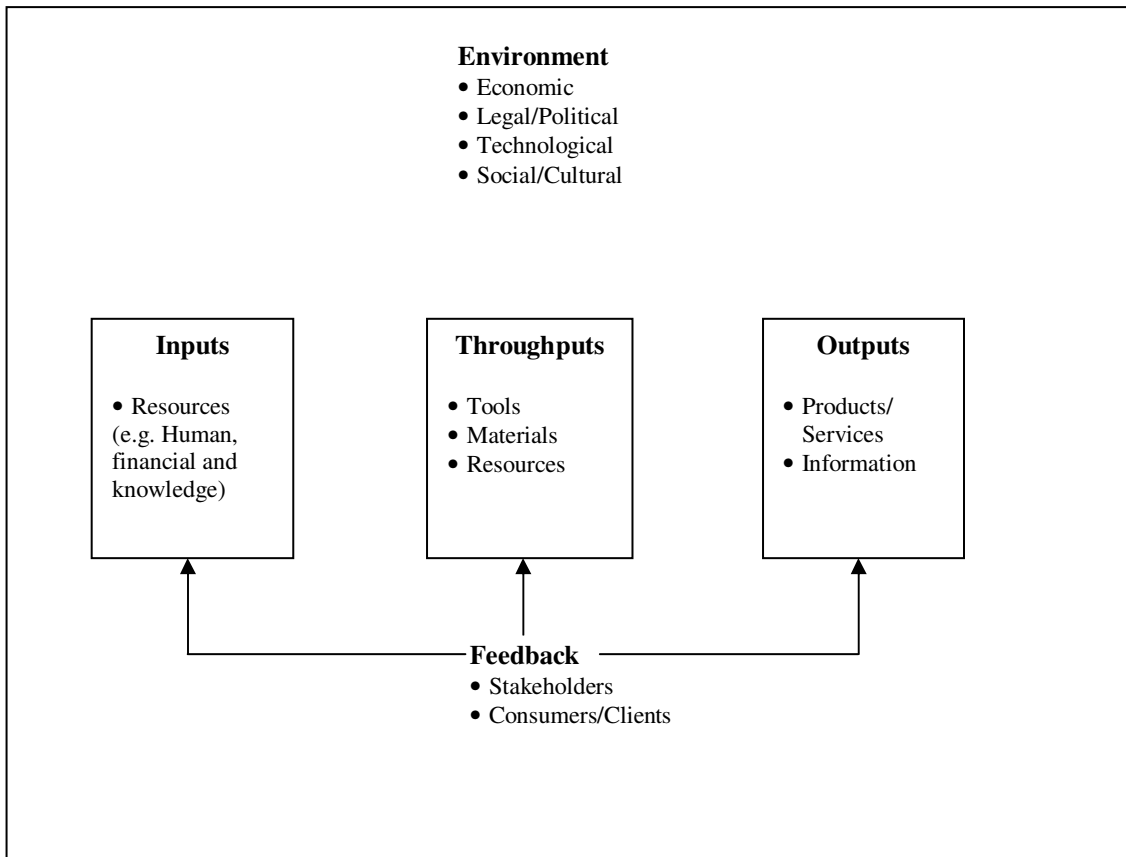 Environment
• Economic
• Legal/Political
• Technological
• Social/Cultural
Inputs
• Resources
(e.g. Human,
financial and
knowledge)
Throughputs
• Tools
• Materials
• Resources
Outputs
• Products/
Services
• Information
Feedback
• Stakeholders
• Consumers/Clients